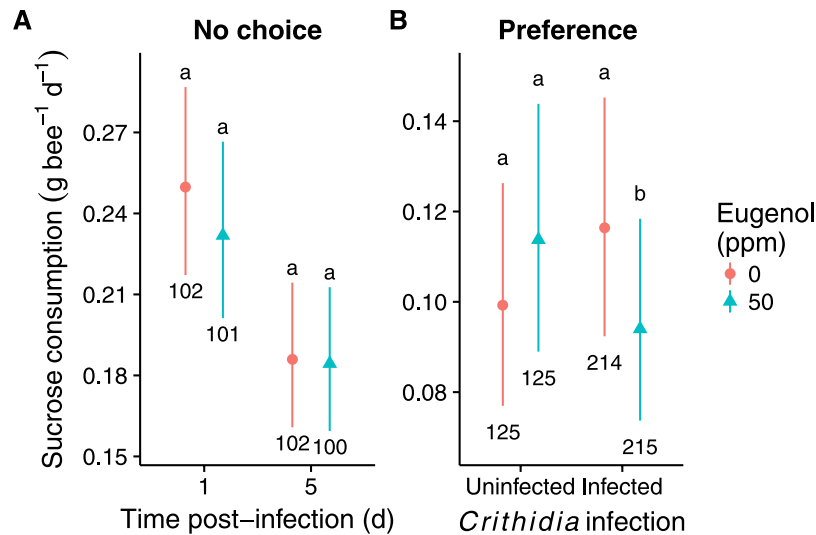 A No choice
B Preference
Sucrose consumption (g bee⁻¹ d⁻¹)
0.27
0.24
0.21
0.18
0.15
a
a
a
a
102
101
102
100
1
5
Time post–infection (d)
0.14
0.12
0.10
0.08
a
a
a
b
125
125
214
215
Uninfected
Infected
Crithidia infection
Eugenol
(ppm)
0
50